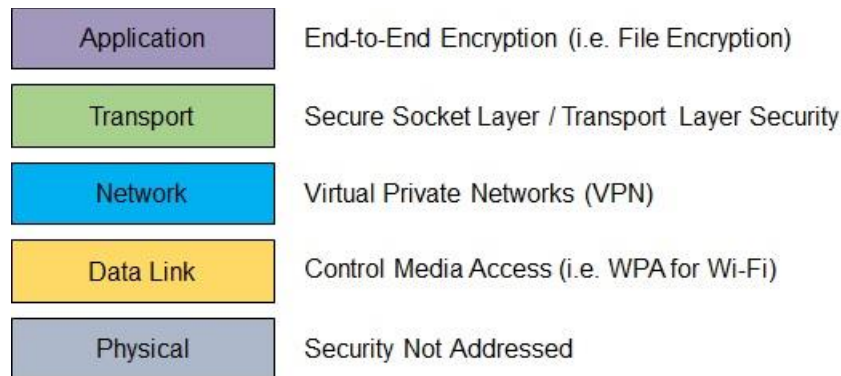 Application End-to-End Encryption (i.e. File Encryption)
Transport Secure Socket Layer / Transport Layer Security
Network Virtual Private Networks (VPN)
Data Link Control Media Access (i.e. WPA for Wi-Fi)
Physical Security Not Addressed